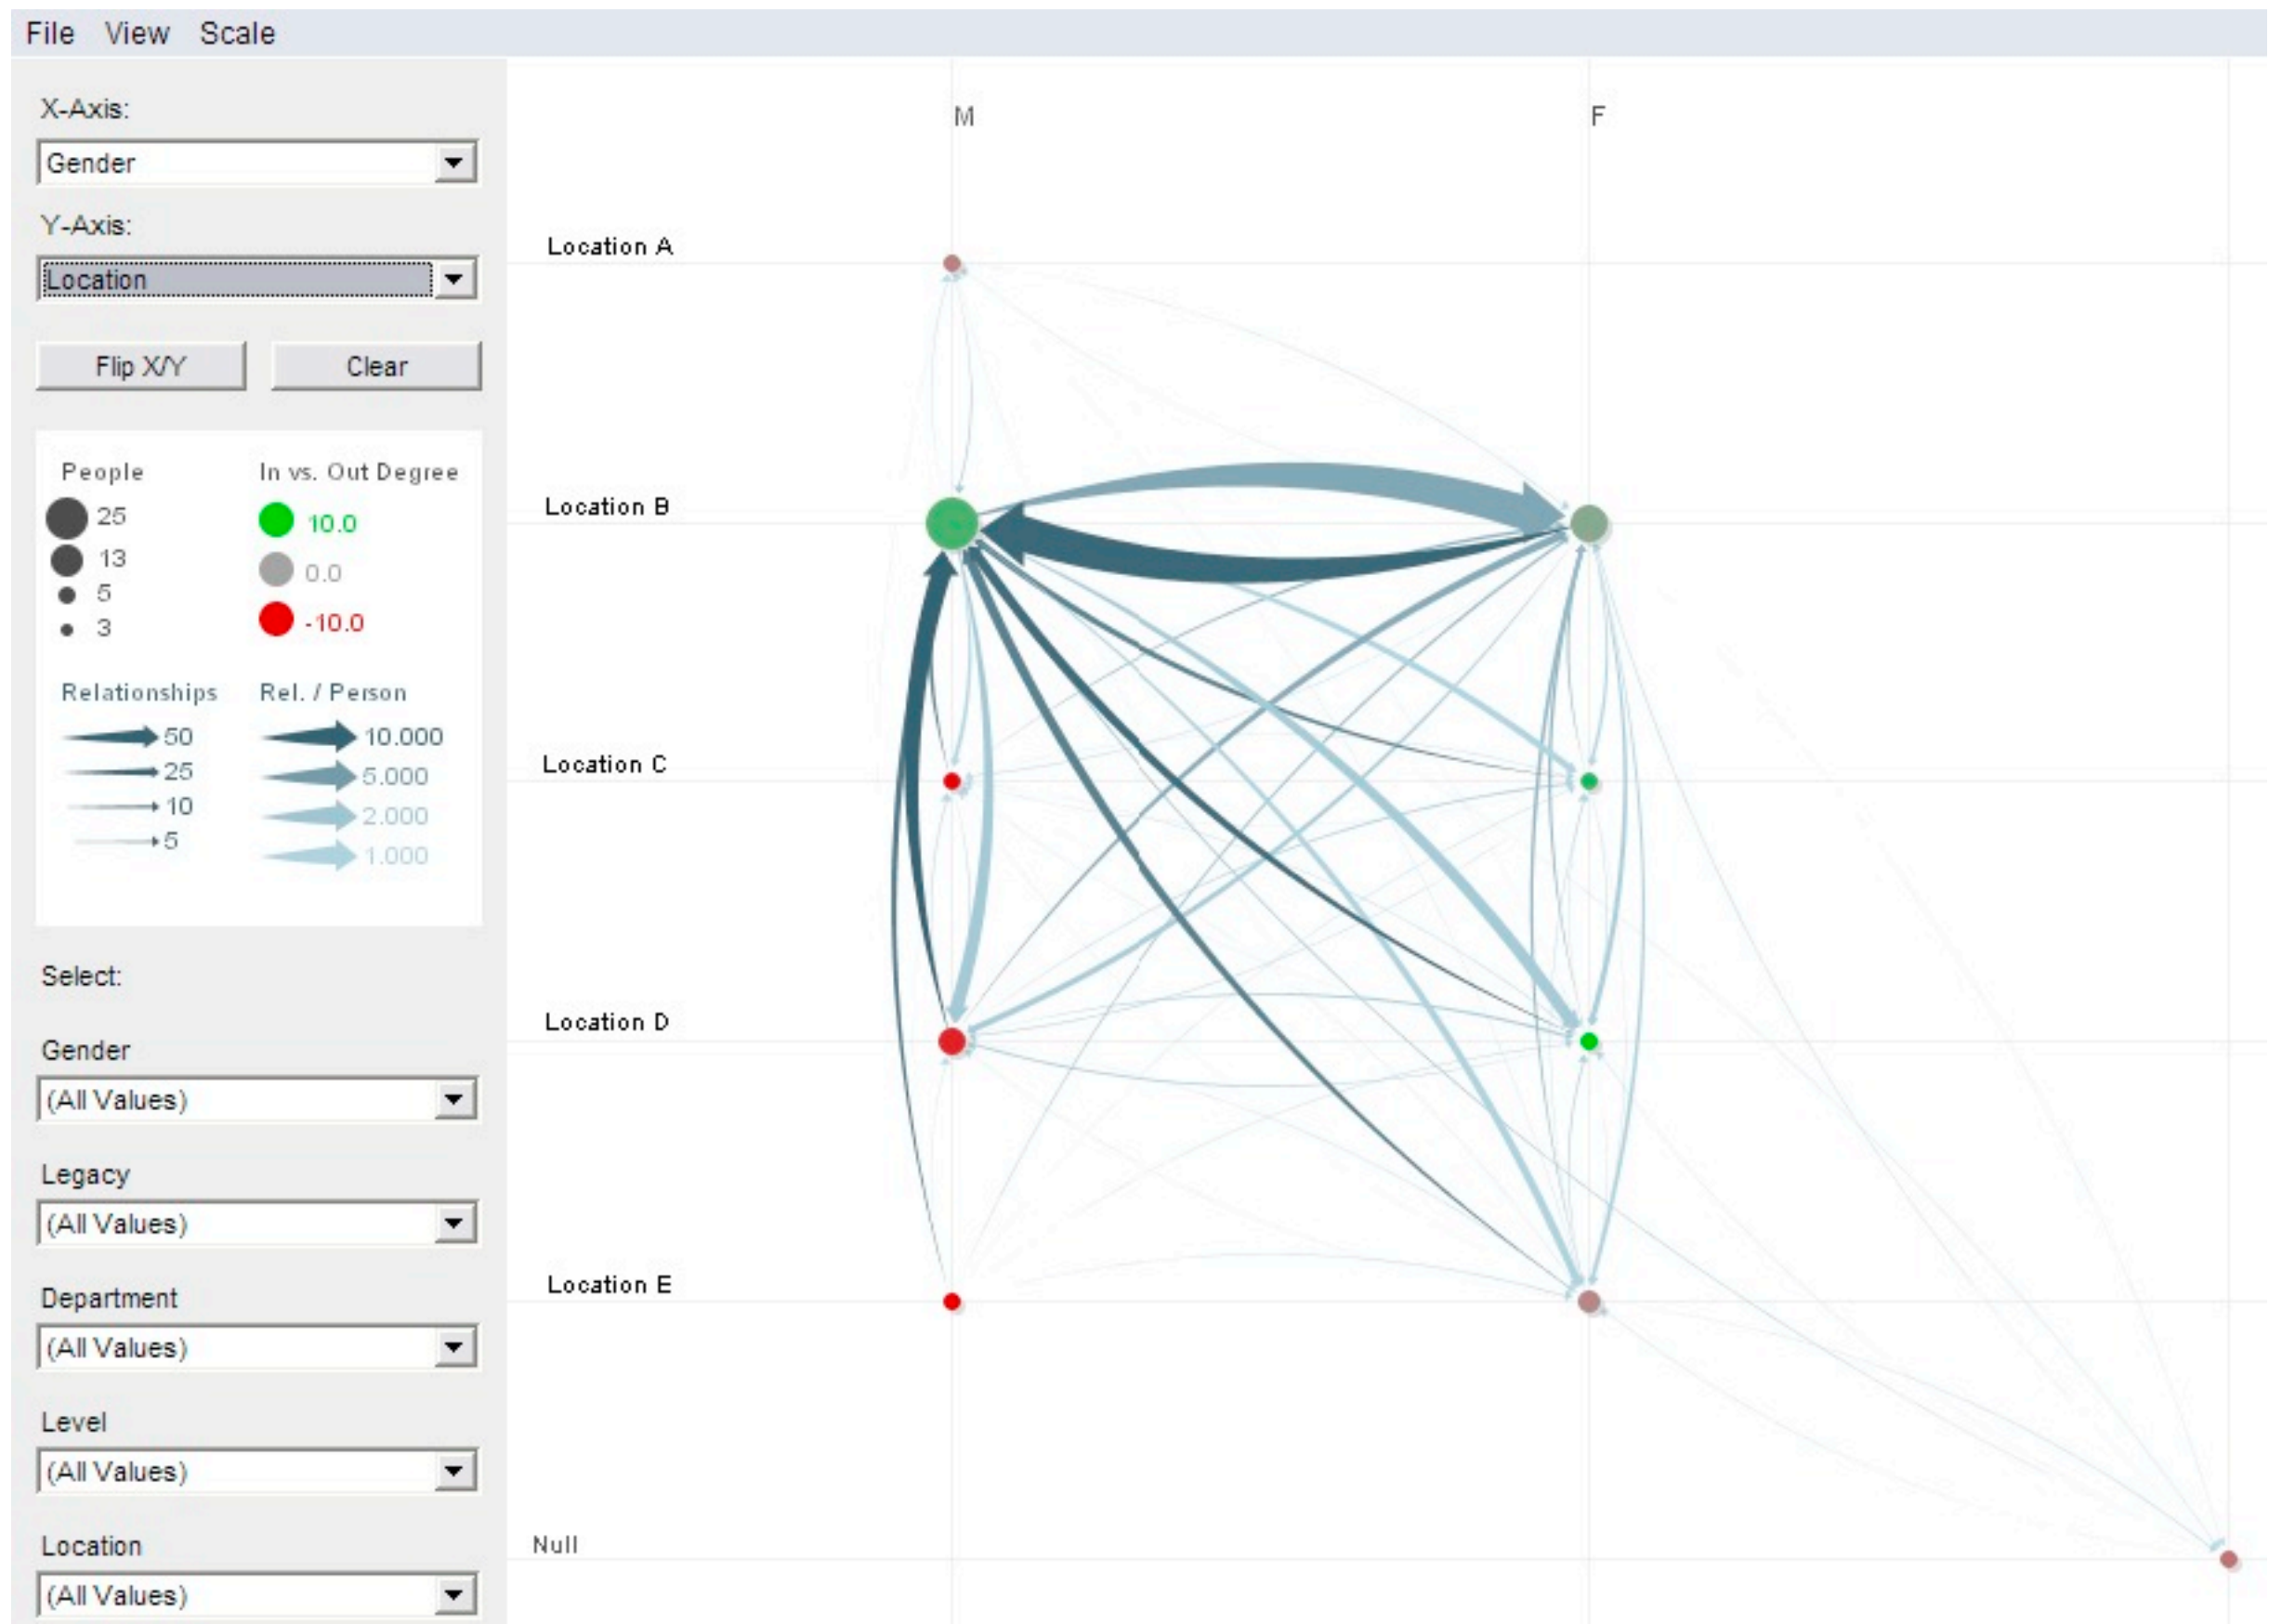 File View Scale
X-Axis:
Gender
Y-Axis:
Location
Flip X/Y Clear
People In vs. Out Degree
25 10.0
13 0.0
5
3 -10.0
Relationships Rel. / Person
50 10.000
25 5.000
10 2.000
5 1.000
Select:
Gender
(All Values)
Legacy
(All Values)
Department
(All Values)
Level
(All Values)
Location
(All Values)
M F
Location A
Location B
Location C
Location D
Location E
Null